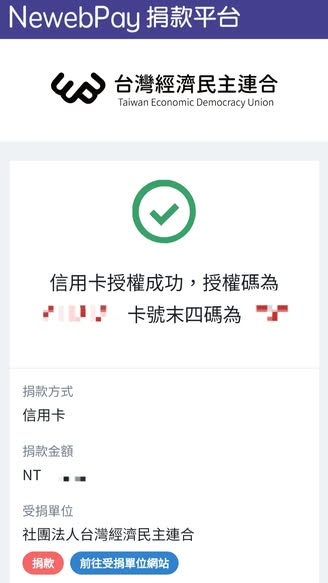 NewebPay 捐款平台
台灣經濟民主連合
Taiwan Economic Democracy Union
信用卡授權成功，授權碼為
卡號末四碼為
捐款方式
信用卡
捐款金額
NT
受捐單位
社團法人台灣經濟民主連合
捐款 前往受捐單位網站